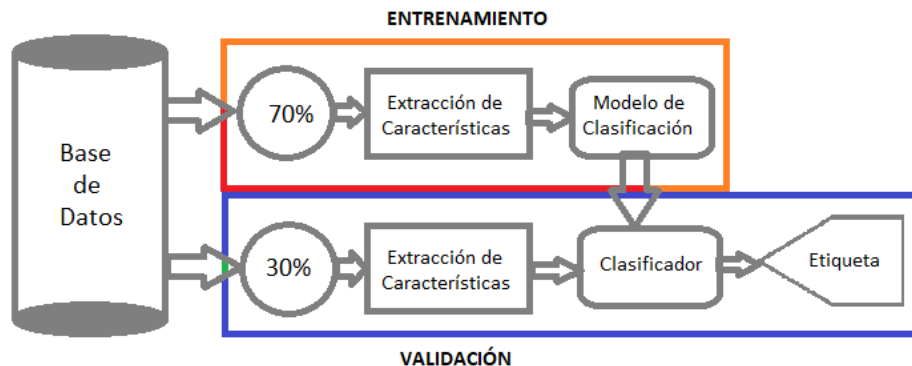 ENTRENAMIENTO
Base
de
Datos
70%
Extracción de
Características
Modelo de
Clasificación
30%
Extracción de
Características
Clasificador
Etiqueta
VALIDACIÓN